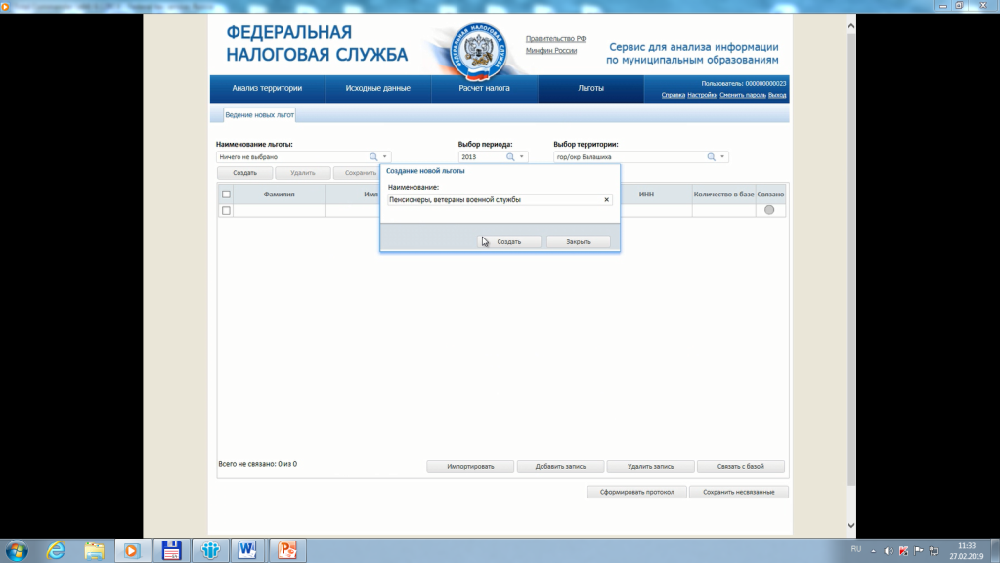 ФЕДЕРАЛЬНАЯ
НАЛОГОВАЯ СЛУЖБА
Правительство РФ
Минфин России
Сервис для анализа информации
по муниципальным образованиям
Анализ территории
Исходные данные
Расчет налога
Льготы
Пользователь: 000000000023
Справка Настройки Сменить пароль Выход
Ведение новых льгот
Наименование льготы:
Выбор периода:
Выбор территории:
Ничего не выбрано
2013
гор/окр Балашиха
Создать
Удалить
Сохранить
Создание новой льготы
Наименование:
Пенсионеры, ветераны военной службы
Создать
Закрыть
Фамилия
Имя
ИНН
Количество в базе
Связано
Всего не связано: 0 из 0
Импортировать
Добавить запись
Удалить запись
Связать с базой
Сформировать протокол
Сохранить несвязанные
RU
11:33
27.02.2019